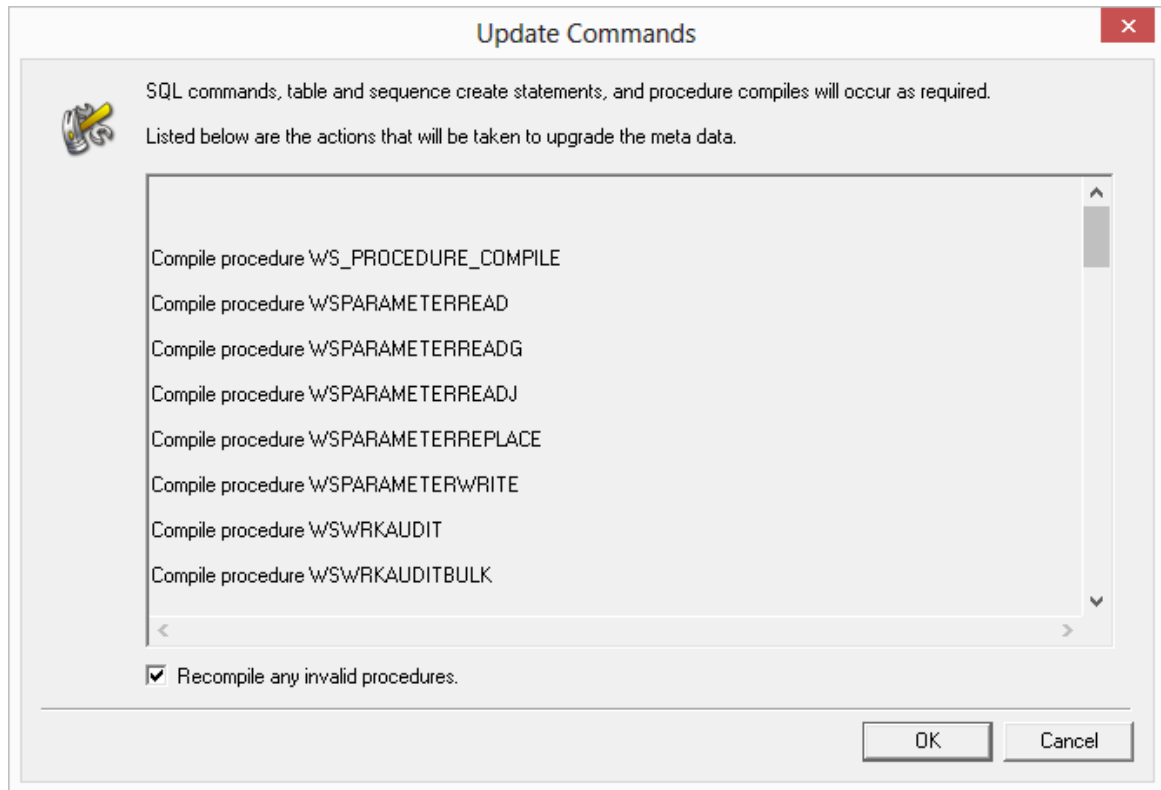 Update Commands
SQL commands, table and sequence create statements, and procedure compiles will occur as required.
Listed below are the actions that will be taken to upgrade the meta data.
Compile procedure WS_PROCEDURE_COMPILE
Compile procedure WSPARAMETERREAD
Compile procedure WSPARAMETERREADG
Compile procedure WSPARAMETERREADJ
Compile procedure WSPARAMETERREPLACE
Compile procedure WSPARAMETERWRITE
Compile procedure WSWRKAUDIT
Compile procedure WSWRKAUDITBULK
Recompile any invalid procedures.
OK Cancel